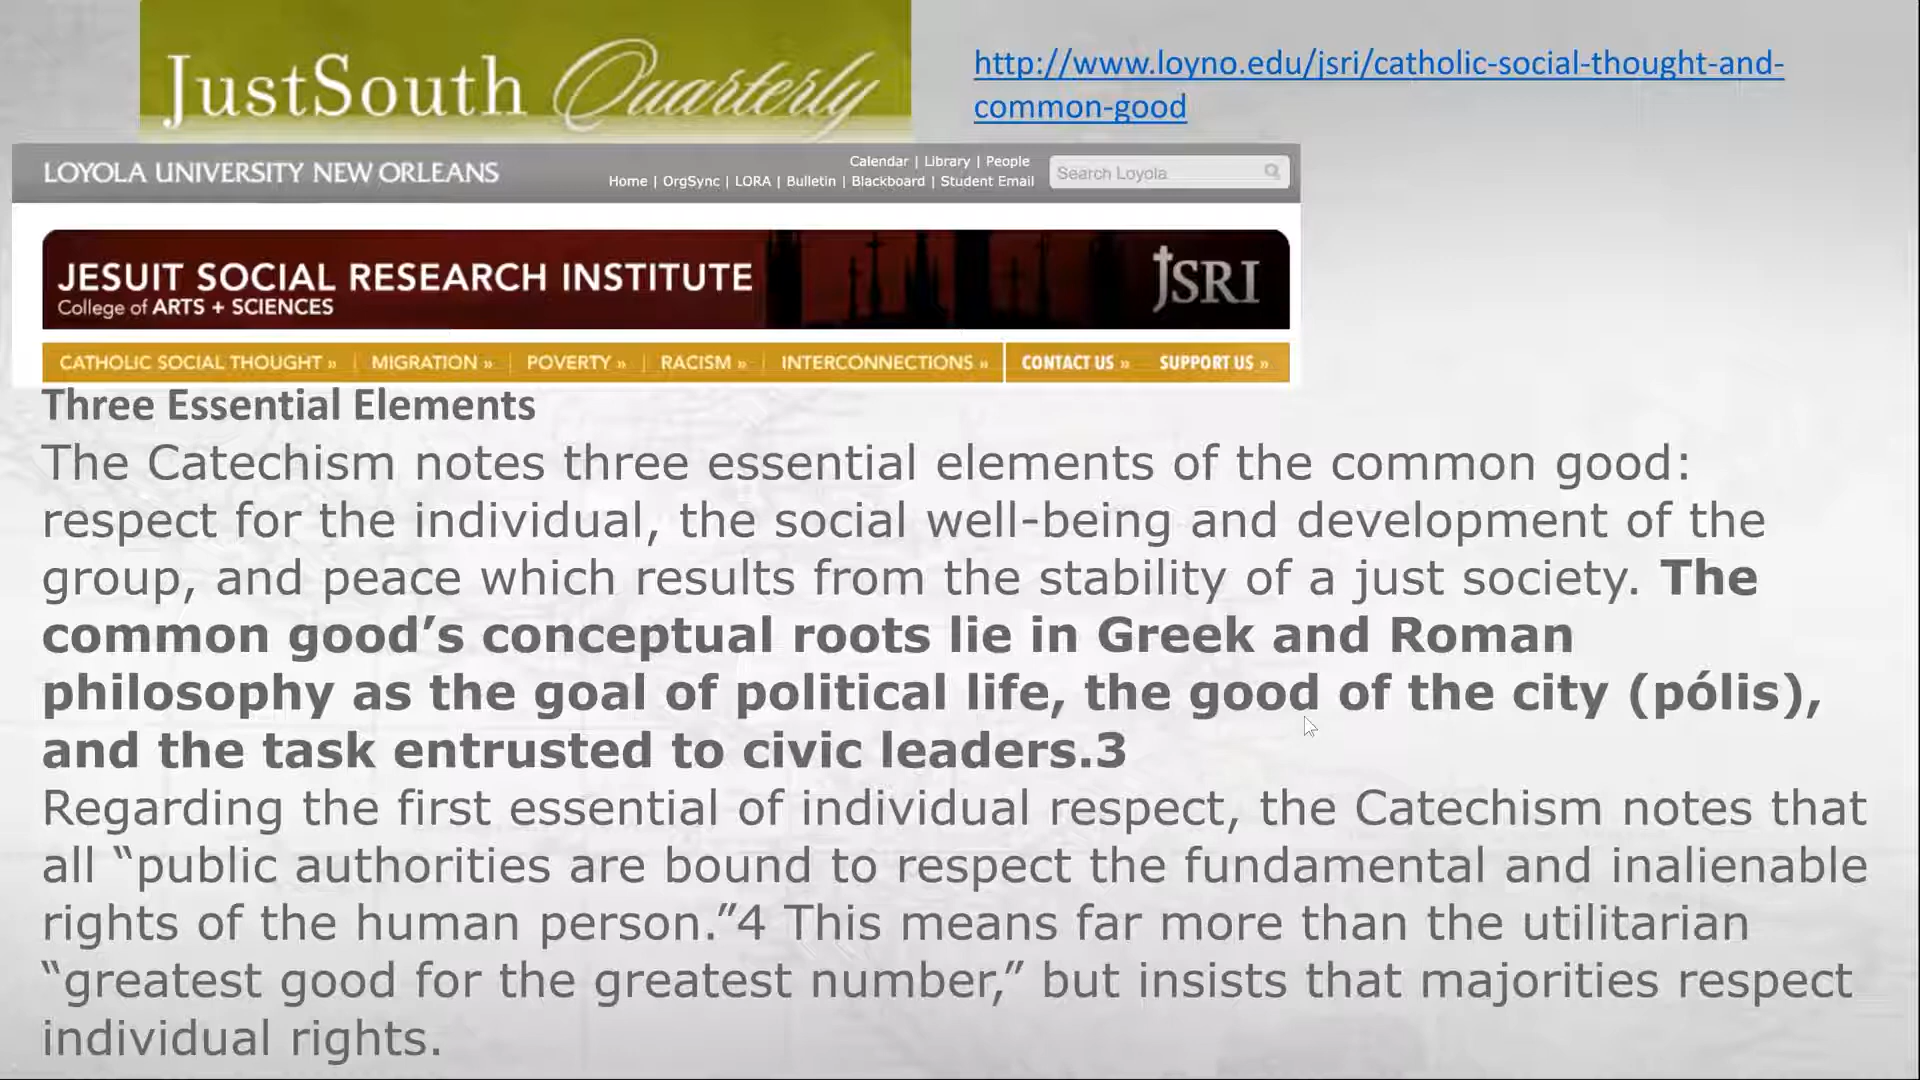 JustSouth Quarterly
http://www.loyno.edu/jsri/catholic-social-thought-and-
common-good
LOYOLA UNIVERSITY NEW ORLEANS
Calendar | Library | People
Home | OrgSync | LORA | Bulletin | Blackboard | Student Email
Search Loyola
JESUIT SOCIAL RESEARCH INSTITUTE
College of ARTS + SCIENCES
JSRI
CATHOLIC SOCIAL THOUGHT » | MIGRATION » | POVERTY » | RACISM » | INTERCONNECTIONS » | CONTACT US » SUPPORT US »
Three Essential Elements
The Catechism notes three essential elements of the common good:
respect for the individual, the social well-being and development of the
group, and peace which results from the stability of a just society. The
common good’s conceptual roots lie in Greek and Roman
philosophy as the goal of political life, the good of the city (pólis),
and the task entrusted to civic leaders.3
Regarding the first essential of individual respect, the Catechism notes that
all “public authorities are bound to respect the fundamental and inalienable
rights of the human person.”4 This means far more than the utilitarian
“greatest good for the greatest number,” but insists that majorities respect
individual rights.